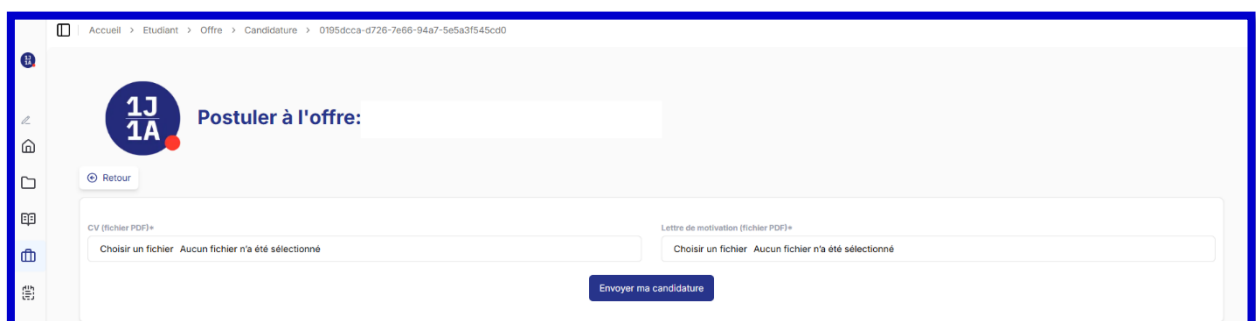 Accueil > Etudiant > Offre > Candidature > 0195dcca-d726-7e66-94a7-5e5a3f545cd0
1J
1A
1J
1A
Postuler à l'offre:
Retour
CV (fichier PDF)*
Lettre de motivation (fichier PDF)*
Choisir un fichier Aucun fichier n'a été sélectionné
Choisir un fichier Aucun fichier n'a été sélectionné
Envoyer ma candidature